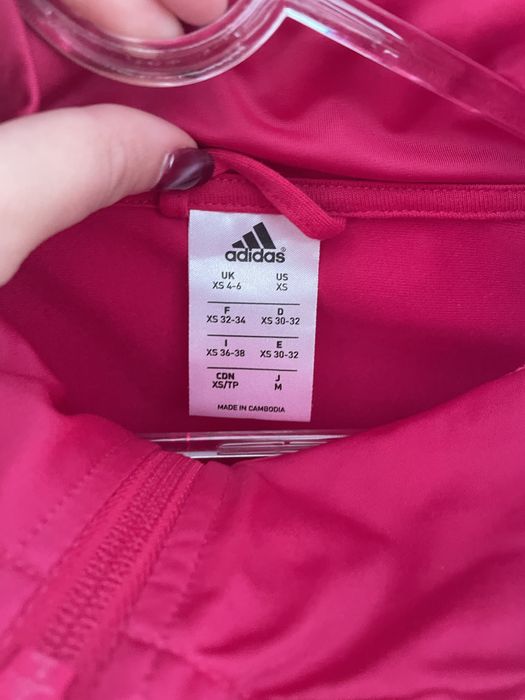 adidas®
UK US
XS 4-6 XS
F D
XS 32-34 XS 30-32
I E
XS 36-38 XS 30-32
CDN J
XS/TP M
MADE IN CAMBODIA